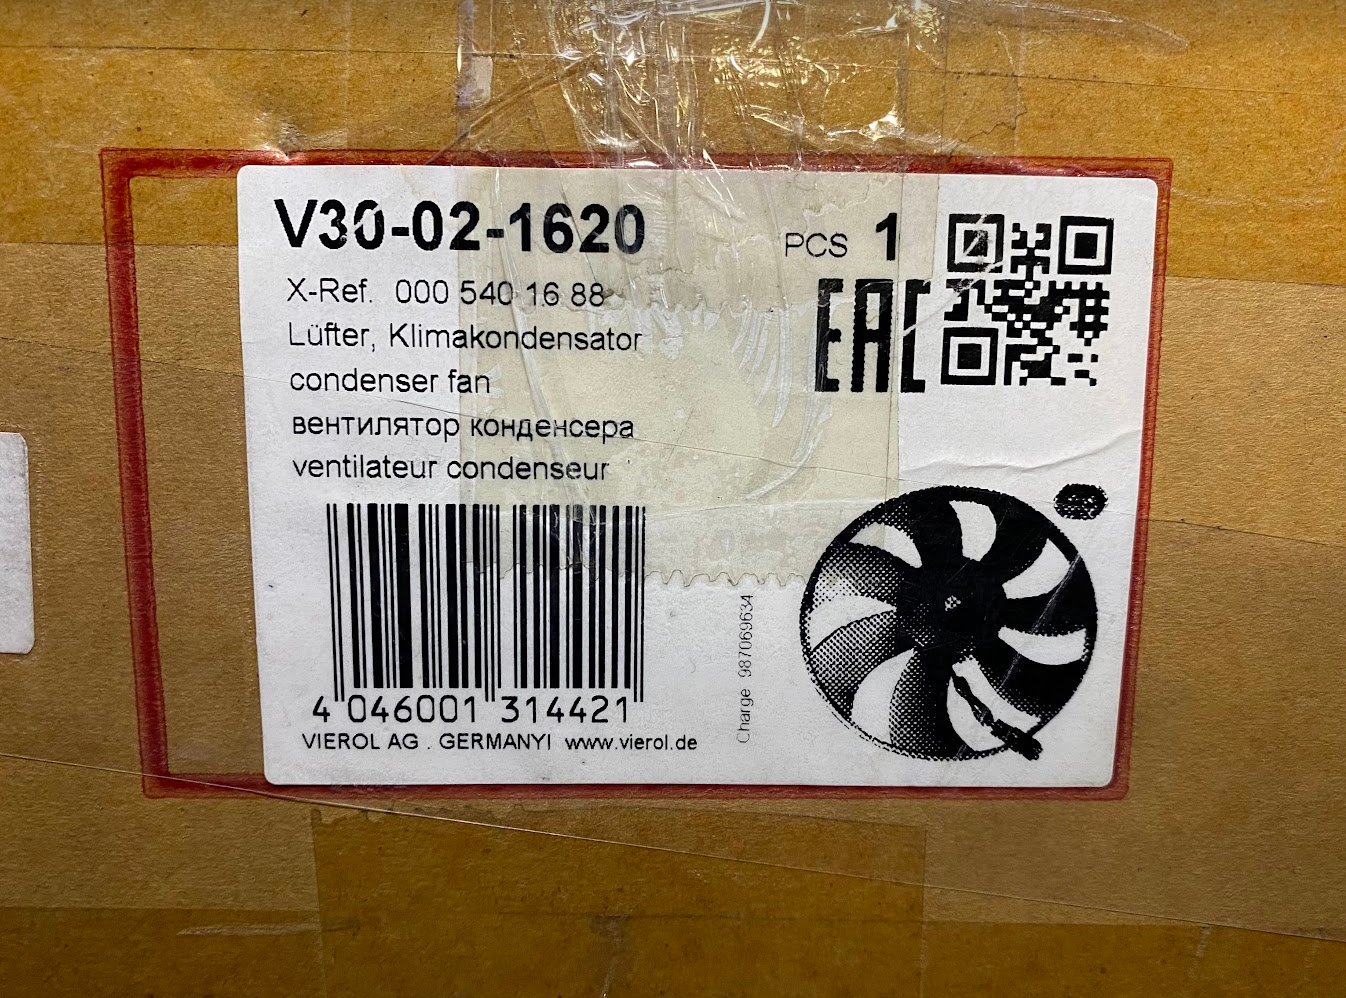 V30-02-1620
PCS 1
X-Ref. 000 540 16 88
EAC
Lüfter, Klimakondensator
condenser fan
вентилятор конденсера
ventilateur condenseur
4 046001 314421
VIEROL AG . GERMANYI www.vierol.de
Charge 987069634